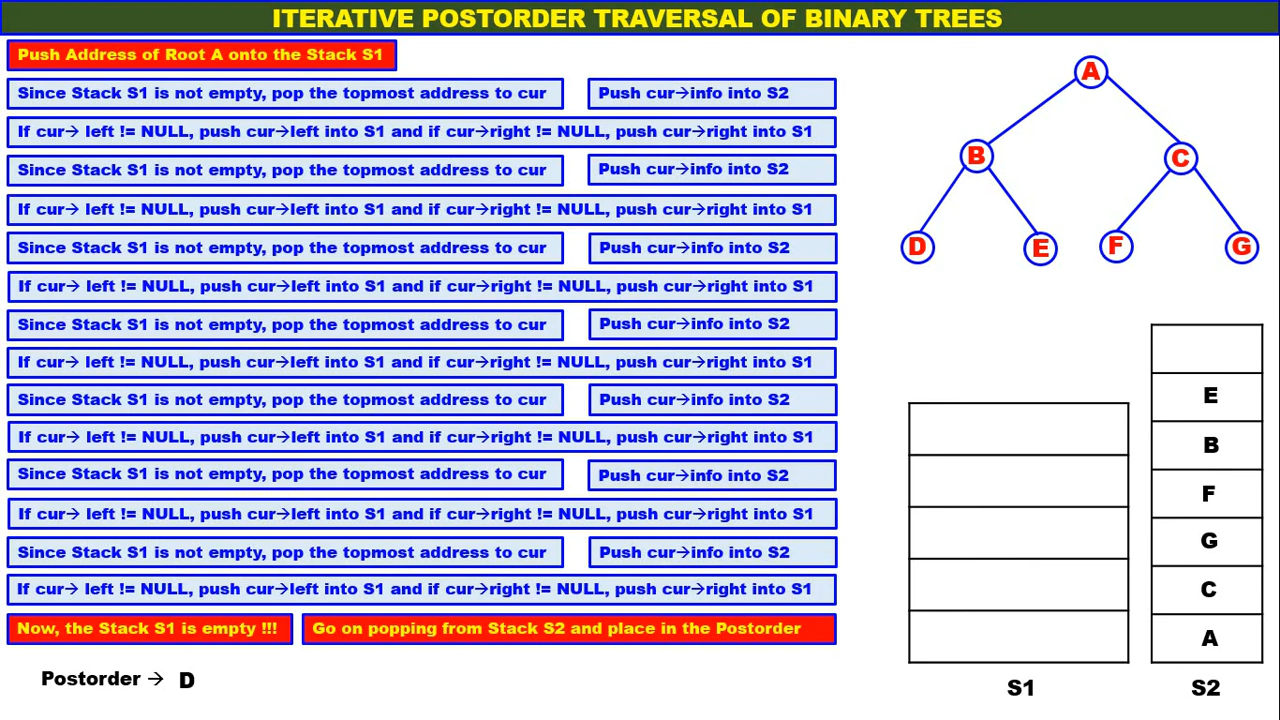 ITERATIVE POSTORDER TRAVERSAL OF BINARY TREES
Push Address of Root A onto the Stack S1
Since Stack S1 is not empty, pop the topmost address to cur
Push cur→info into S2
If cur→ left != NULL, push cur→left into S1 and if cur→right != NULL, push cur→right into S1
Since Stack S1 is not empty, pop the topmost address to cur
Push cur→info into S2
If cur→ left != NULL, push cur→left into S1 and if cur→right != NULL, push cur→right into S1
Since Stack S1 is not empty, pop the topmost address to cur
Push cur→info into S2
If cur→ left != NULL, push cur→left into S1 and if cur→right != NULL, push cur→right into S1
Since Stack S1 is not empty, pop the topmost address to cur
Push cur→info into S2
If cur→ left != NULL, push cur→left into S1 and if cur→right != NULL, push cur→right into S1
Since Stack S1 is not empty, pop the topmost address to cur
Push cur→info into S2
If cur→ left != NULL, push cur→left into S1 and if cur→right != NULL, push cur→right into S1
Since Stack S1 is not empty, pop the topmost address to cur
Push cur→info into S2
If cur→ left != NULL, push cur→left into S1 and if cur→right != NULL, push cur→right into S1
Since Stack S1 is not empty, pop the topmost address to cur
Push cur→info into S2
If cur→ left != NULL, push cur→left into S1 and if cur→right != NULL, push cur→right into S1
Now, the Stack S1 is empty !!!
Go on popping from Stack S2 and place in the Postorder
Postorder → D
A
B C
D E F G
E
B
F
G
C
A
S1 S2